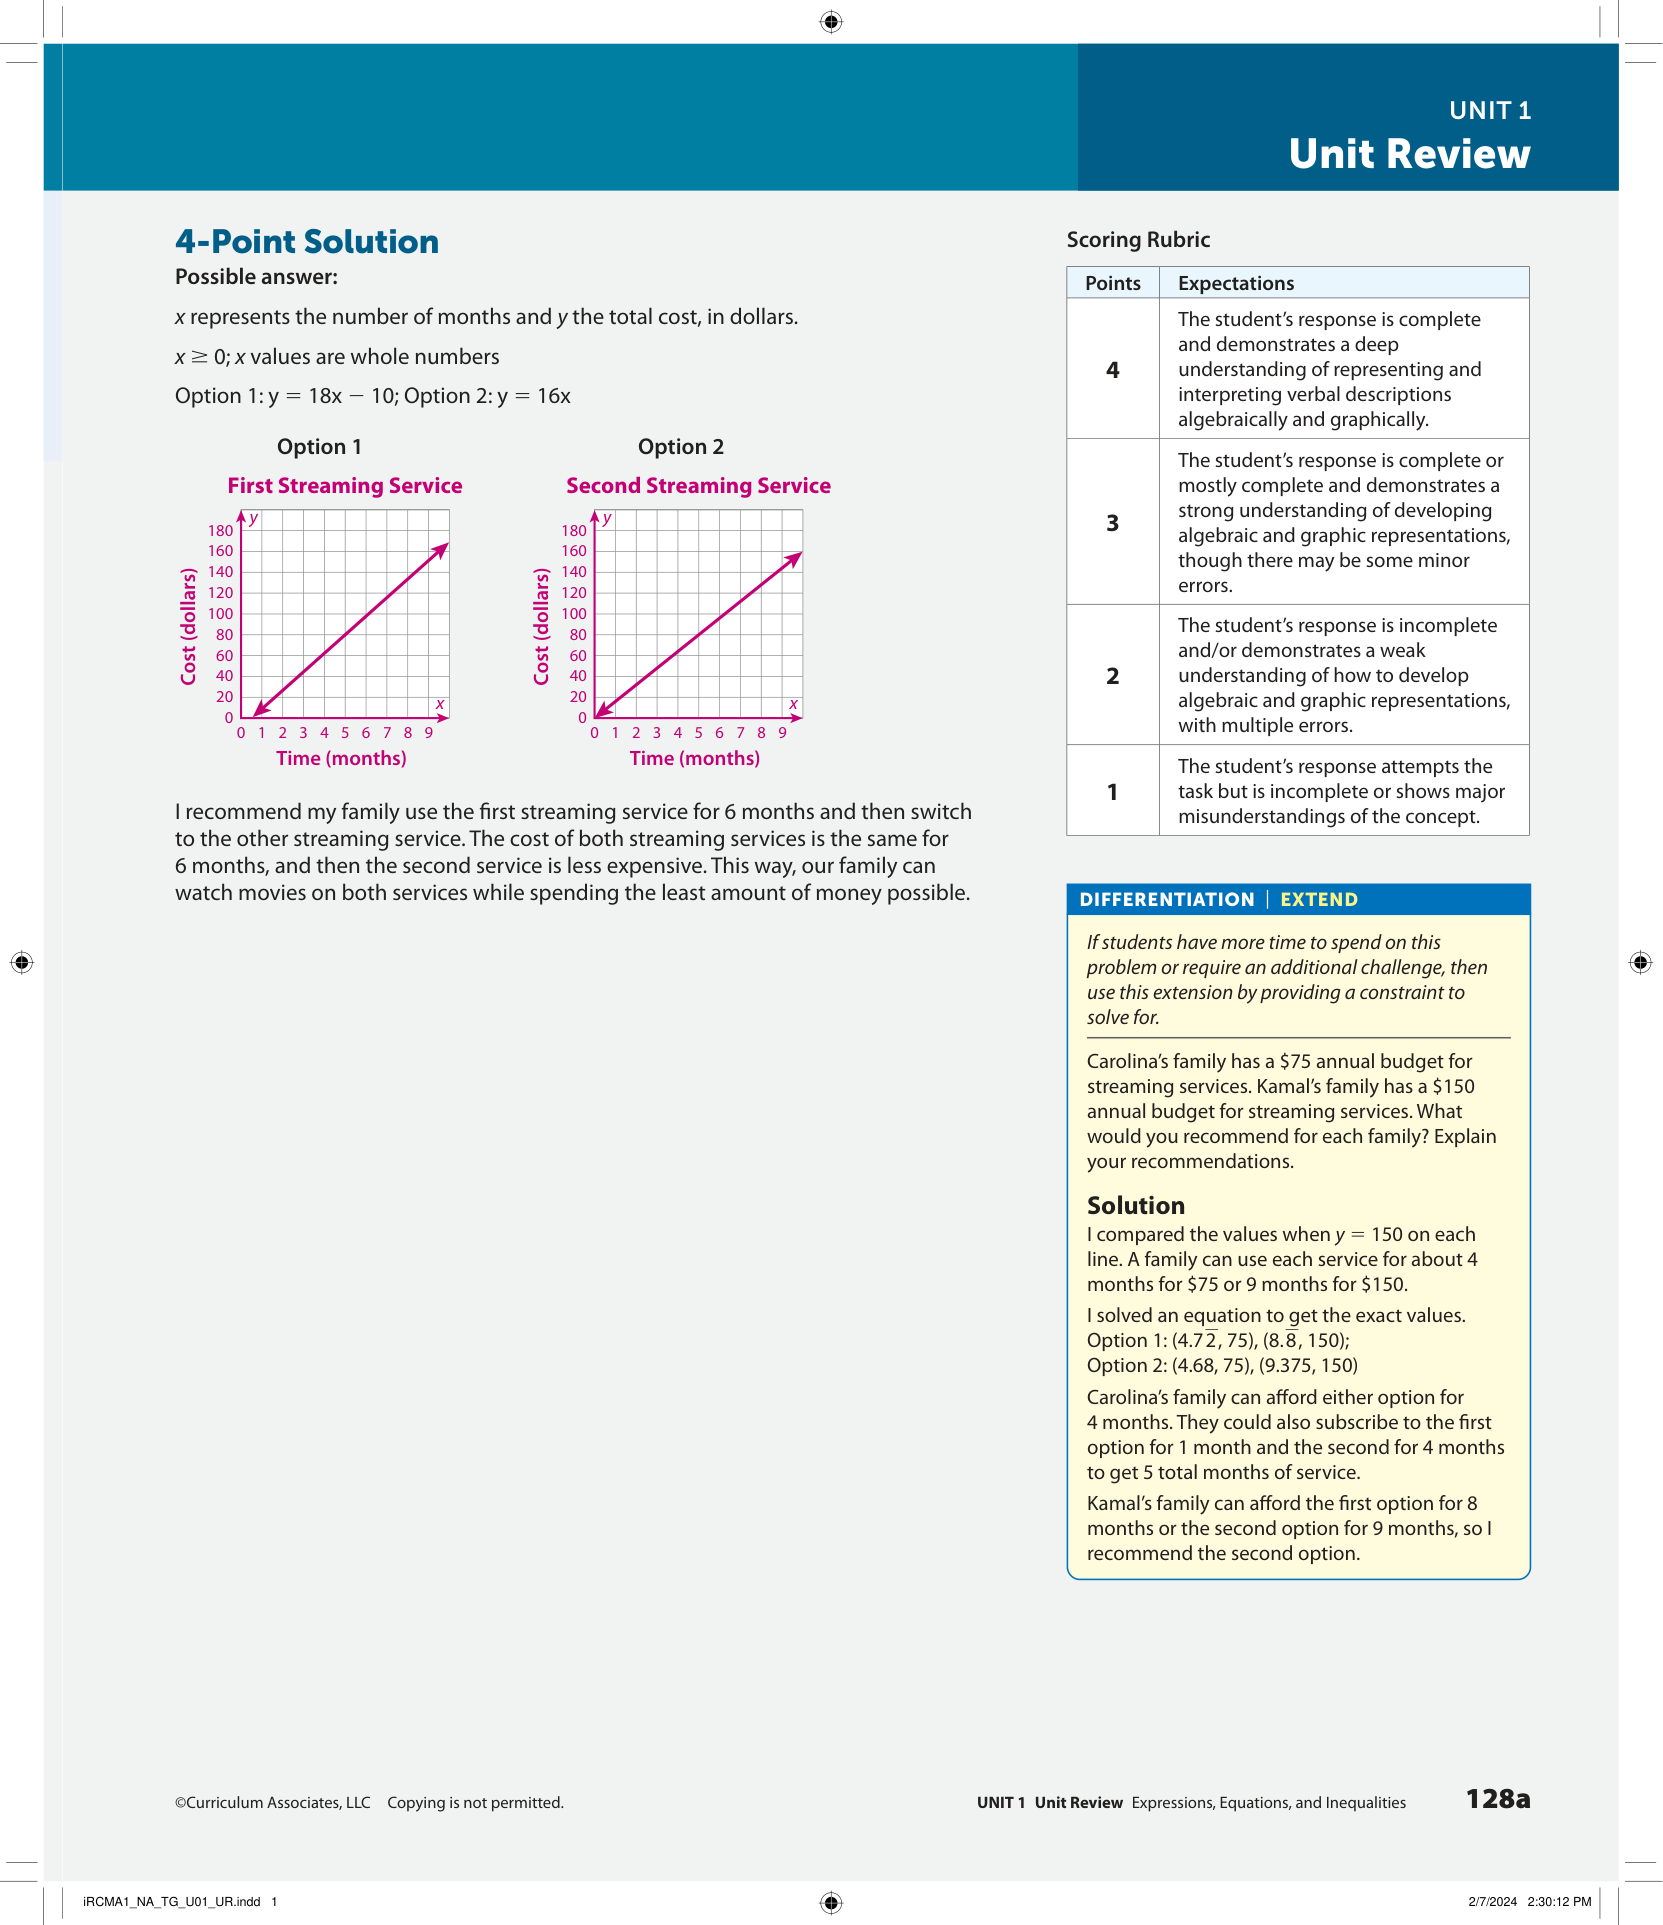 UNIT 1
Unit Review
4-Point Solution
Possible answer:
x represents the number of months and y the total cost, in dollars.
x ≥ 0; x values are whole numbers
Option 1: y = 18x − 10; Option 2: y = 16x
Option 1
First Streaming Service
y
180
160
140
120
100
80
60
40
20
0
Cost (dollars)
x
0 1 2 3 4 5 6 7 8 9
Time (months)
Option 2
Second Streaming Service
y
180
160
140
120
100
80
60
40
20
0
Cost (dollars)
x
0 1 2 3 4 5 6 7 8 9
Time (months)
I recommend my family use the first streaming service for 6 months and then switch
to the other streaming service. The cost of both streaming services is the same for
6 months, and then the second service is less expensive. This way, our family can
watch movies on both services while spending the least amount of money possible.
Scoring Rubric
Points Expectations
4
The student’s response is complete
and demonstrates a deep
understanding of representing and
interpreting verbal descriptions
algebraically and graphically.
3
The student’s response is complete or
mostly complete and demonstrates a
strong understanding of developing
algebraic and graphic representations,
though there may be some minor
errors.
2
The student’s response is incomplete
and/or demonstrates a weak
understanding of how to develop
algebraic and graphic representations,
with multiple errors.
1
The student’s response attempts the
task but is incomplete or shows major
misunderstandings of the concept.
DIFFERENTIATION | EXTEND
If students have more time to spend on this
problem or require an additional challenge, then
use this extension by providing a constraint to
solve for.
Carolina’s family has a $75 annual budget for
streaming services. Kamal’s family has a $150
annual budget for streaming services. What
would you recommend for each family? Explain
your recommendations.
Solution
I compared the values when y = 150 on each
line. A family can use each service for about 4
months for $75 or 9 months for $150.
I solved an equation to get the exact values.
Option 1: (4.72̅, 75), (8.8̅, 150);
Option 2: (4.68, 75), (9.375, 150)
Carolina’s family can afford either option for
4 months. They could also subscribe to the first
option for 1 month and the second for 4 months
to get 5 total months of service.
Kamal’s family can afford the first option for 8
months or the second option for 9 months, so I
recommend the second option.
©Curriculum Associates, LLC Copying is not permitted.
UNIT 1 Unit Review Expressions, Equations, and Inequalities 128a
iRCMA1_NA_TG_U01_UR.indd 1
2/7/2024 2:30:12 PM